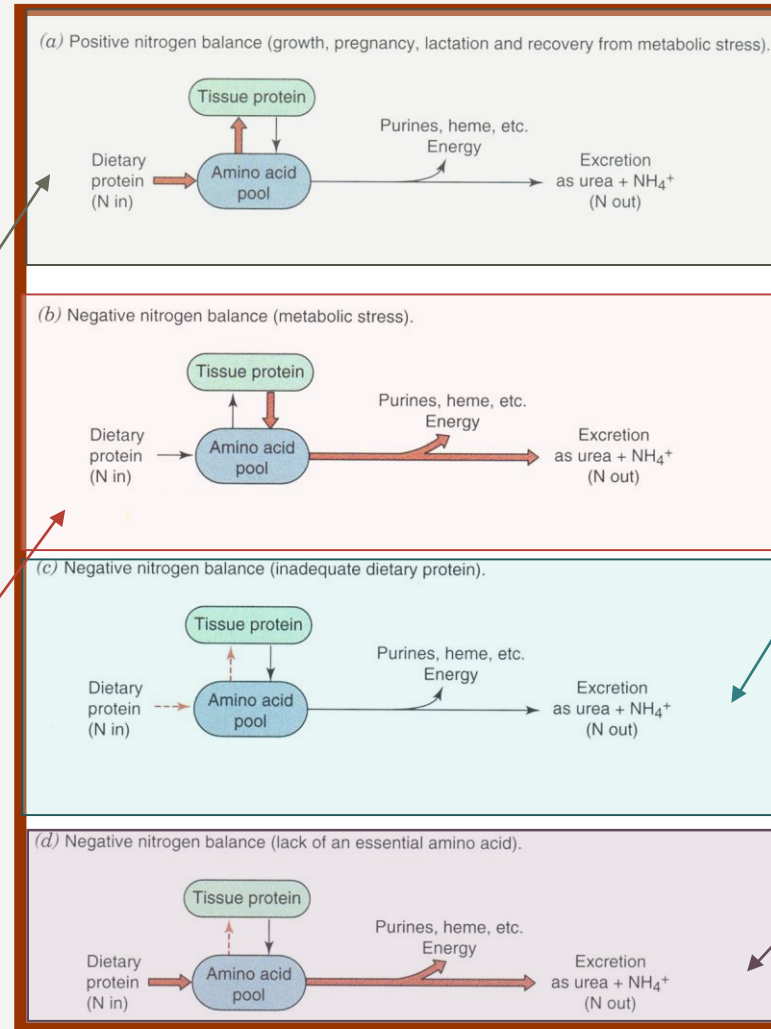 (a) Positive nitrogen balance (growth, pregnancy, lactation and recovery from metabolic stress).
Tissue protein
Purines, heme, etc.
Energy
Dietary
protein
(N in)
Amino acid
pool
Excretion
as urea + NH₄⁺
(N out)
(b) Negative nitrogen balance (metabolic stress).
Tissue protein
Purines, heme, etc.
Energy
Dietary
protein
(N in)
Amino acid
pool
Excretion
as urea + NH₄⁺
(N out)
(c) Negative nitrogen balance (inadequate dietary protein).
Tissue protein
Purines, heme, etc.
Energy
Dietary
protein
(N in)
Amino acid
pool
Excretion
as urea + NH₄⁺
(N out)
(d) Negative nitrogen balance (lack of an essential amino acid).
Tissue protein
Purines, heme, etc.
Energy
Dietary
protein
(N in)
Amino acid
pool
Excretion
as urea + NH₄⁺
(N out)